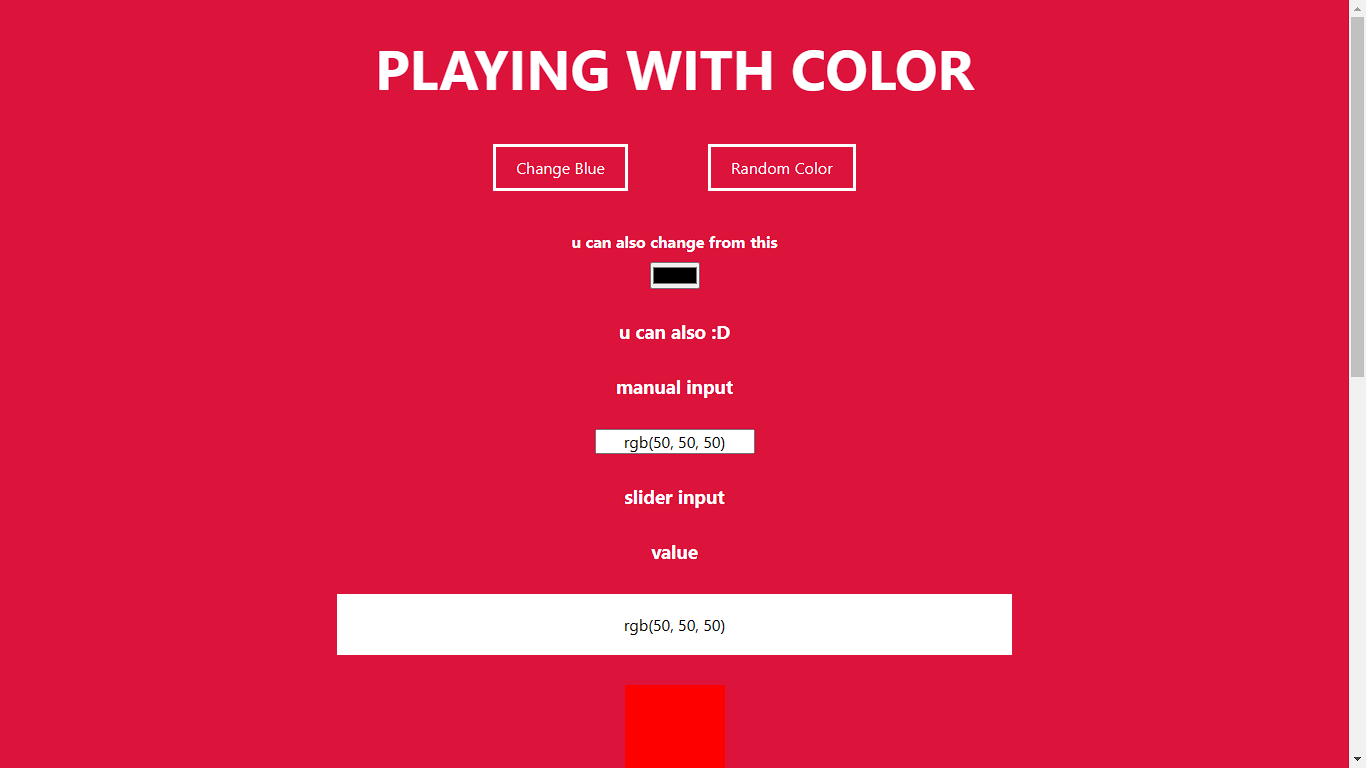 PLAYING WITH COLOR
Change Blue
Random Color
u can also change from this
u can also :D
manual input
rgb(50, 50, 50)
slider input
value
rgb(50, 50, 50)